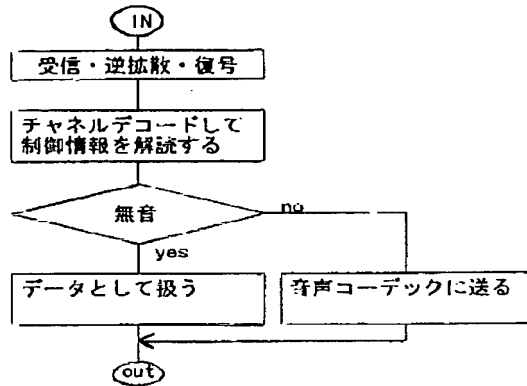 IN
受信・逆拡散・復号
チャネルデコードして
制御情報を解読する
無音
no
yes
データとして扱う
音声コーデックに送る
out